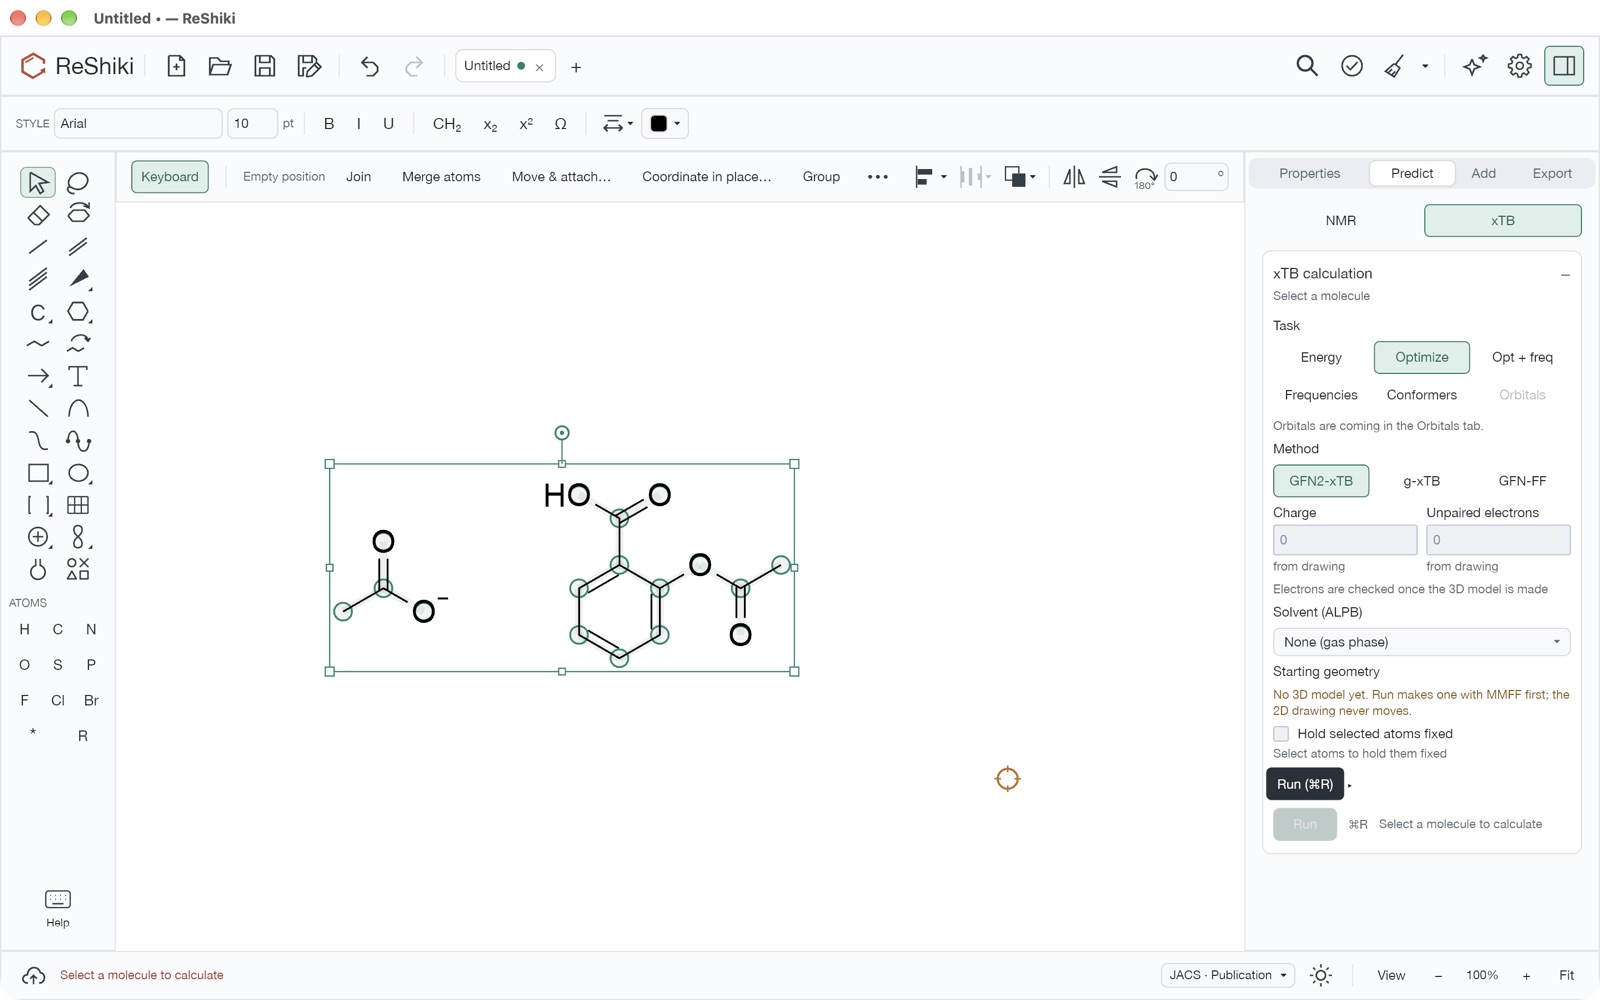 Untitled • — ReShiki
ReShiki
Untitled
STYLE Arial 10 pt B I U CH₂ x₂ x² Ω
Keyboard Empty position Join Merge atoms Move & attach... Coordinate in place... Group 180° 0 °
Properties Predict Add Export
NMR xTB
xTB calculation
Select a molecule
Task
Energy Optimize Opt + freq
Frequencies Conformers Orbitals
Orbitals are coming in the Orbitals tab.
Method
GFN2-xTB g-xTB GFN-FF
Charge Unpaired electrons
0 0
from drawing from drawing
Electrons are checked once the 3D model is made
Solvent (ALPB)
None (gas phase)
Starting geometry
No 3D model yet. Run makes one with MMFF first; the
2D drawing never moves.
Hold selected atoms fixed
Select atoms to hold them fixed
Run (⌘R)
Run ⌘R Select a molecule to calculate
C
T
ATOMS
H C N
O S P
F Cl Br
* R
Help
HO O
O
O
O⁻
O
Select a molecule to calculate
JACS · Publication View − 100% + Fit